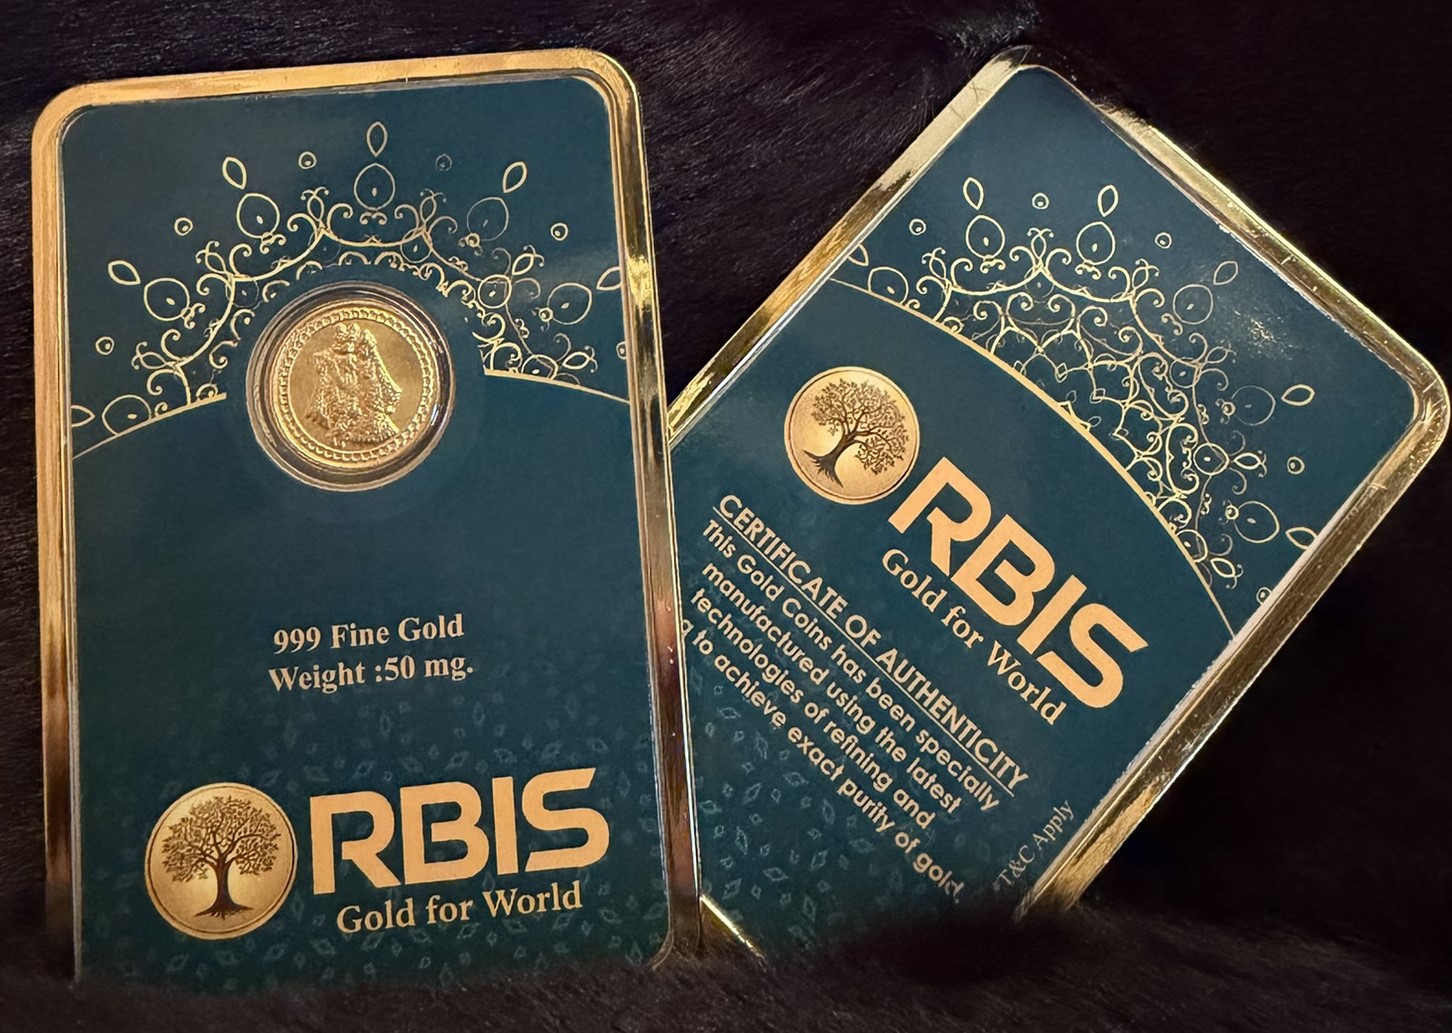 999 Fine Gold
Weight :50 mg.
RBIS
Gold for World
RBIS
Gold for World
CERTIFICATE OF AUTHENTICITY
This Gold Coins has been specially
manufactured using the latest
technologies of refining and
to achieve exact purity of gold
T&C Apply